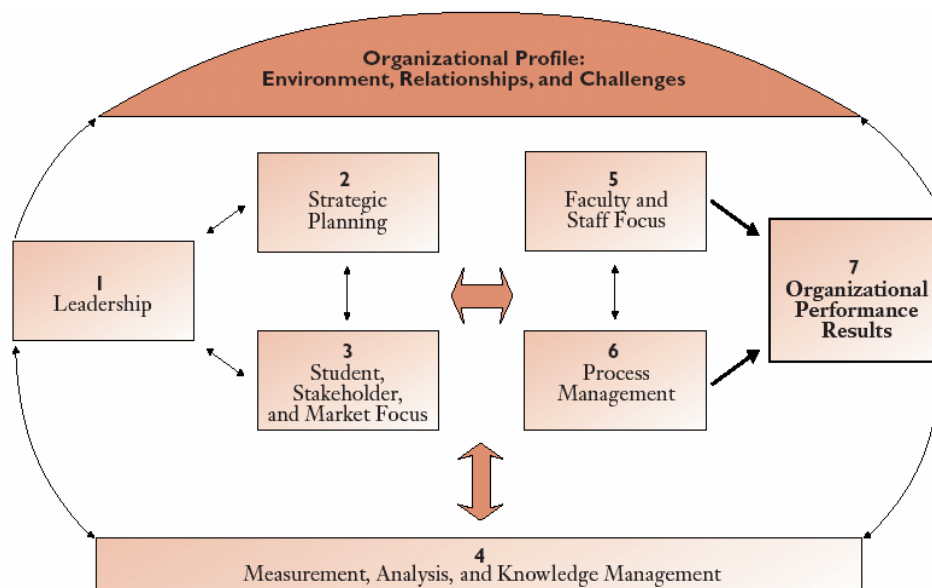 Organizational Profile:
Environment, Relationships, and Challenges
2
Strategic
Planning
5
Faculty and
Staff Focus
1
Leadership
7
Organizational
Performance
Results
3
Student,
Stakeholder,
and Market Focus
6
Process
Management
4
Measurement, Analysis, and Knowledge Management